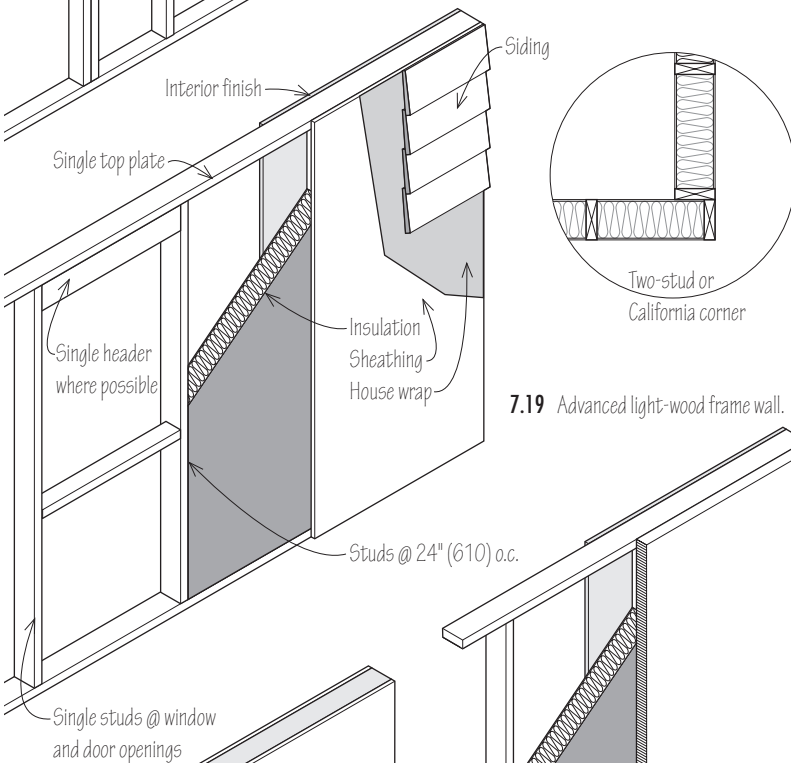 Siding
Interior finish
Single top plate
Two-stud or
California corner
Insulation
Sheathing
House wrap
Single header
where possible
7.19 Advanced light-wood frame wall.
Studs @ 24" (610) o.c.
Single studs @ window
and door openings